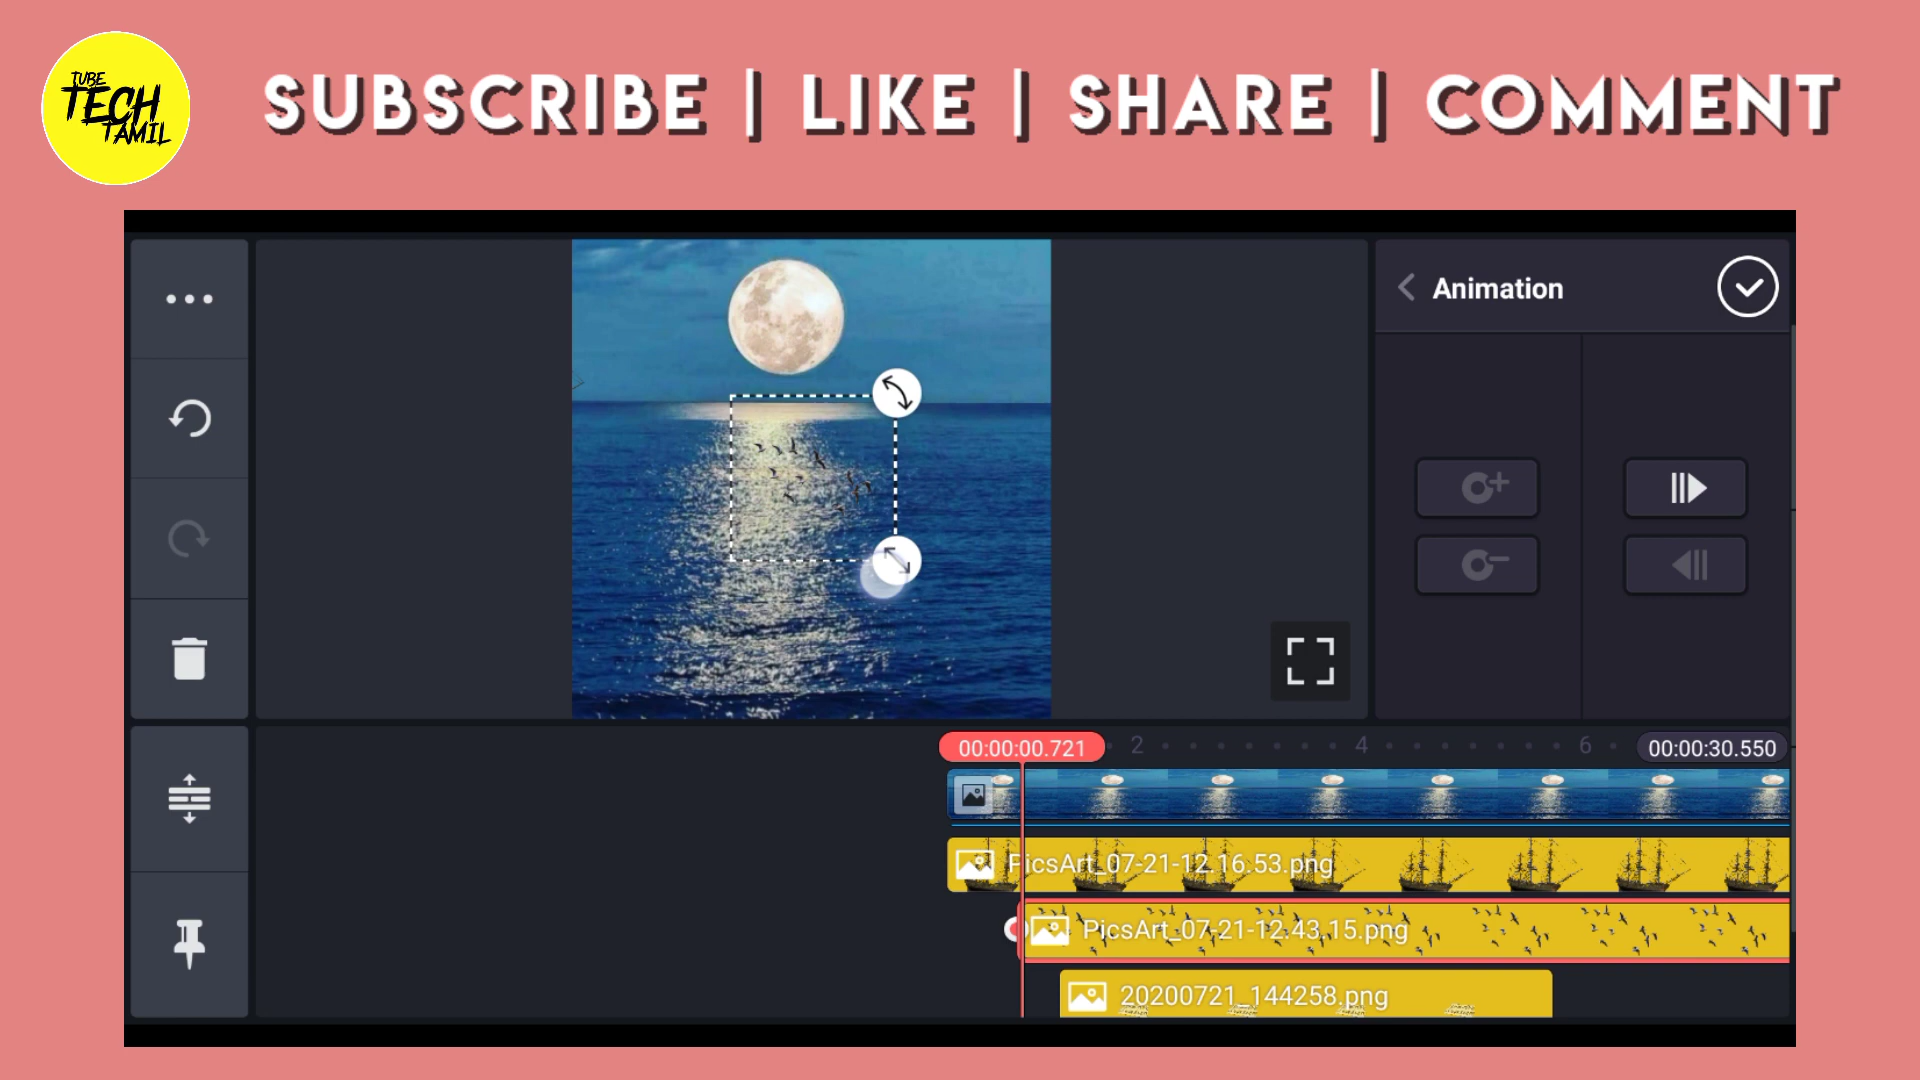 TUBE
TECH
TAMIL
SUBSCRIBE | LIKE | SHARE | COMMENT
Animation
00:00:00.721
2
4
6
00:00:30.550
PicsArt_07-21-12.16.53.png
PicsArt_07-21-12.43.15.png
20200721_144258.png